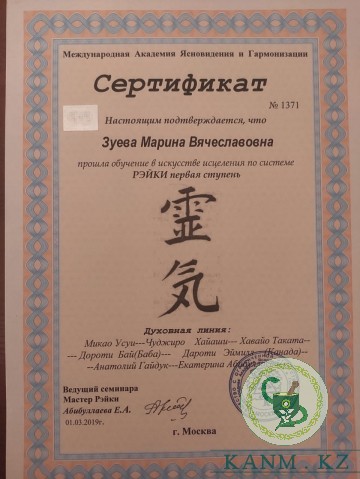 Международная Академия Ясновидения и Гармонизации
Сертификат
№ 1371
Настоящим подтверждается, что
Зуева Марина Вячеславовна
прошла обучение в искусстве исцеления по системе
РЭЙКИ первая ступень
靈
気
Духовная линия:
Микао Усуи---Чуджиро Хайаши--- Хавайо Таката--
--- Дороти Бай(Баба)--- Дароти Эймил (Канада)---
---Анатолий Гайдук---Екатерина
Ведущий семинара
Мастер Рэйки
Абибуллаева Е.А.
01.03.2019г.
г. Москва
KANM.KZ